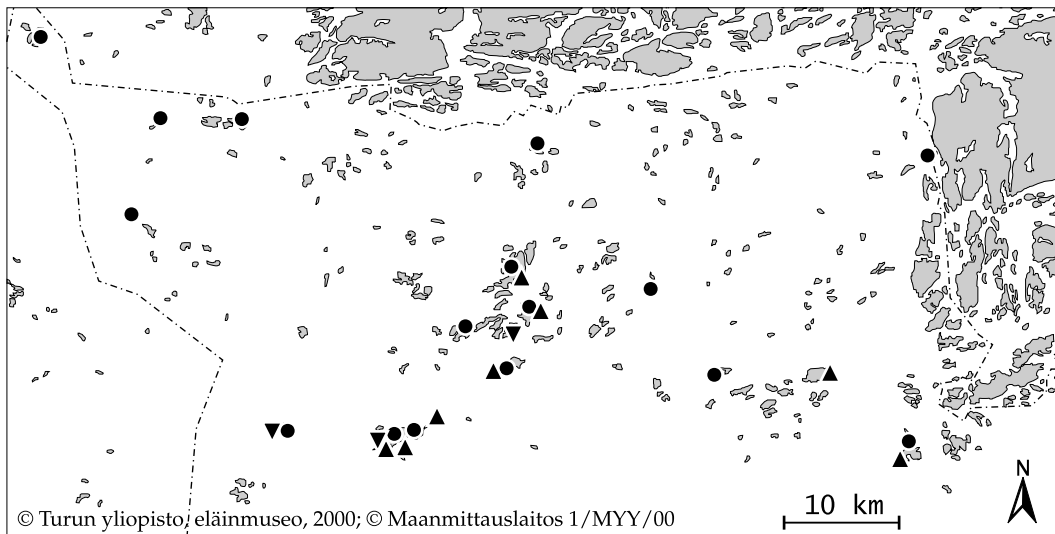 N
10 km
© Turun yliopisto, eläinmuseo, 2000; © Maanmittauslaitos 1/MYY/00